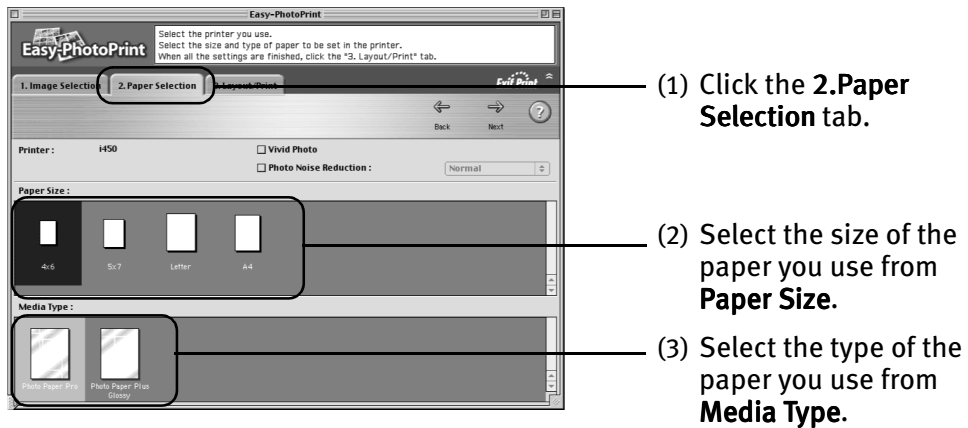 Easy-PhotoPrint
Easy-PhotoPrint
Select the printer you use.
Select the size and type of paper to be set in the printer.
When all the settings are finished, click the "3. Layout/Print" tab.
1. Image Selection
2. Paper Selection
3. Layout/Print
Exif Print
Back
Next
?
Printer :
i450
Vivid Photo
Photo Noise Reduction :
Normal
Paper Size :
4x6
5x7
Letter
A4
Media Type :
Photo Paper Pro
Photo Paper Plus
Glossy
(1) Click the 2.Paper
Selection tab.
(2) Select the size of the
paper you use from
Paper Size.
(3) Select the type of the
paper you use from
Media Type.